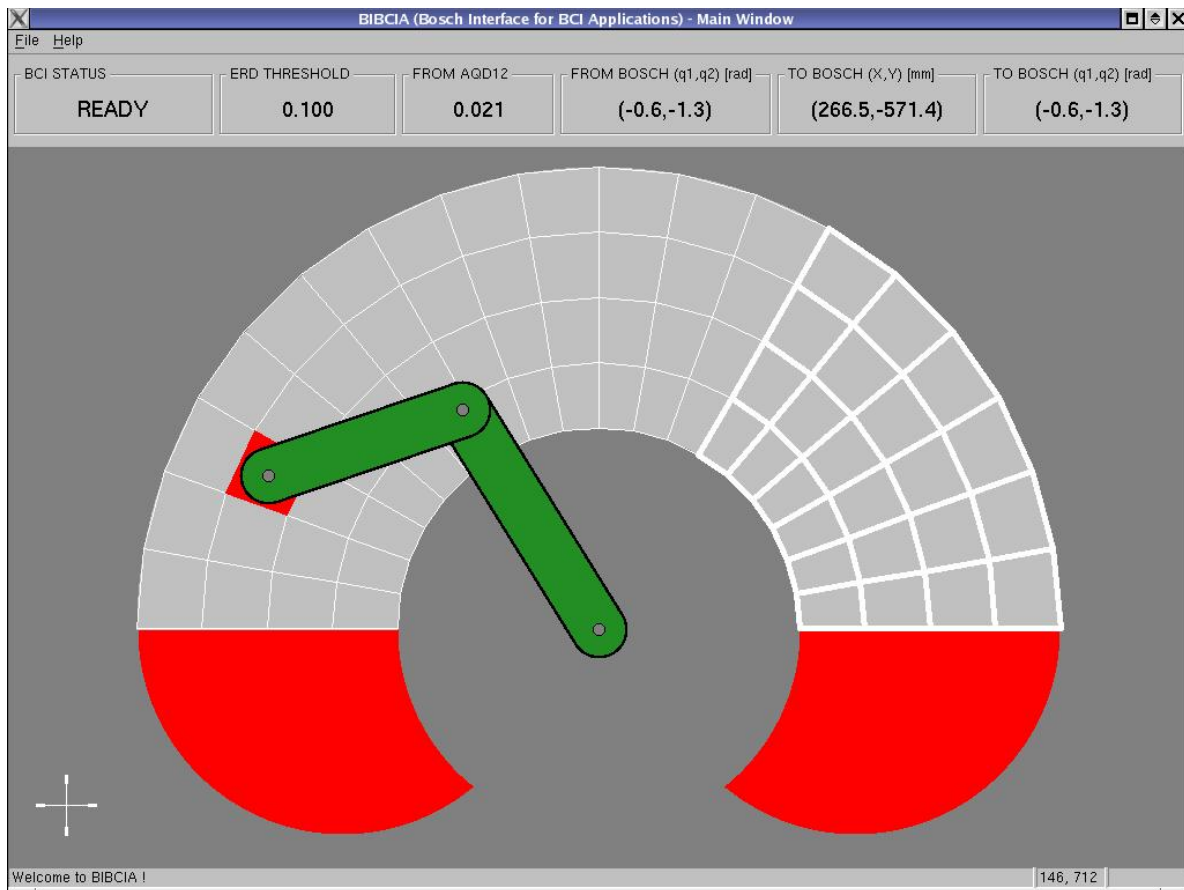 BIBCIA (Bosch Interface for BCI Applications) - Main Window
File Help
BCI STATUS
READY
ERD THRESHOLD
0.100
FROM AQD12
0.021
FROM BOSCH (q1,q2) [rad]
(-0.6,-1.3)
TO BOSCH (X,Y) [mm]
(266.5,-571.4)
TO BOSCH (q1,q2) [rad]
(-0.6,-1.3)
Welcome to BIBCIA !
146, 712